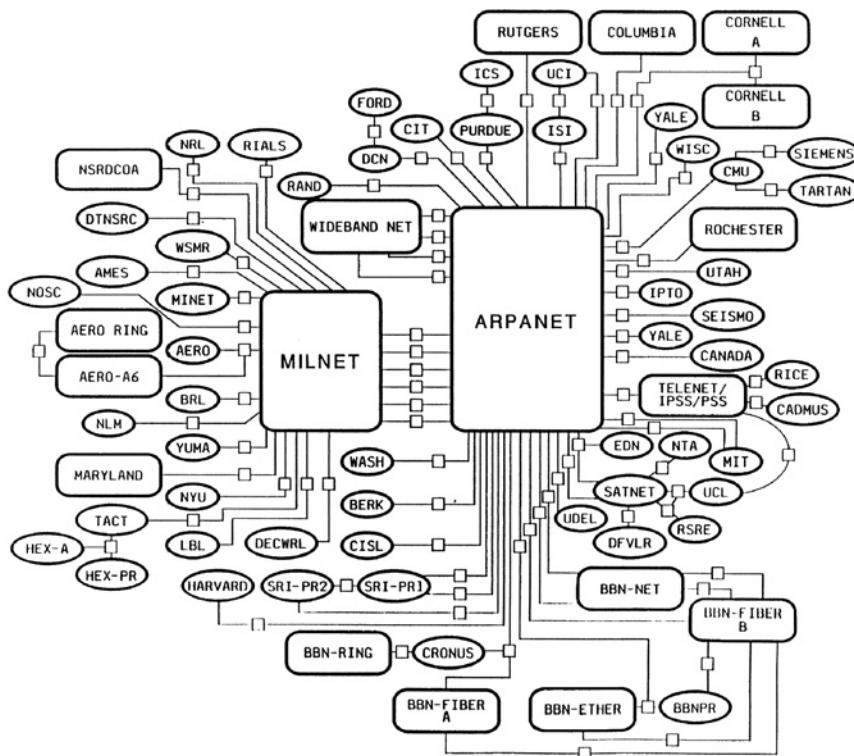 RUTGERS
COLUMBIA
CORNELL
A
CORNELL
B
ICS
UCI
FORD
CIT
PURDUE
ISI
YALE
WISC
DCN
NRL
RIALS
CMU
SIEMENS
TARTAN
NSRDCOA
RAND
WIDEBAND NET
ROCHESTER
DTNSRC
WSMR
AMES
UTAH
NOSC
MINET
IPTO
ARPANET
SEISMO
AERO RING
MILNET
AERO
YALE
CANADA
AERO-A6
TELENET/
IPSS/PSS
RICE
CADMUS
BRL
NLM
YUMA
EDN
NTA
MIT
WASH
MARYLAND
NYU
SATNET
UCL
BERK
UDEL
RSRE
DFVLR
TACT
LBL
DECWRL
CISL
HEX-A
HEX-PR
HARVARD
SRI-PR2
SRI-PR1
BBN-NET
BBN-FIBER
B
BBN-RING
CRONUS
BBN-FIBER
A
BBN-ETHER
BBNPR